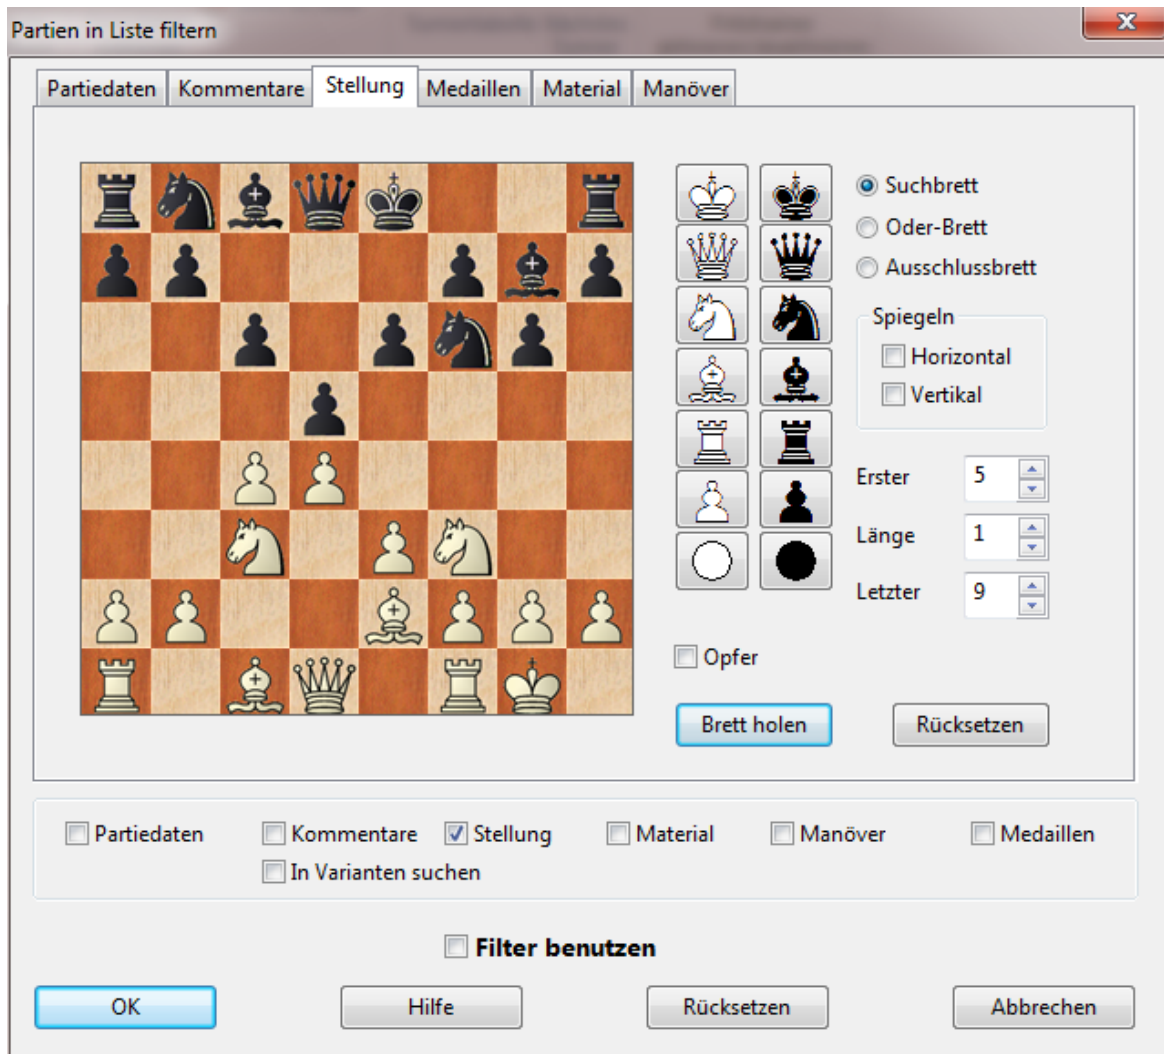 Partien in Liste filtern
Partiedaten Kommentare Stellung Medaillen Material Manöver
Suchbrett
Oder-Brett
Ausschlussbrett
Spiegeln
Horizontal
Vertikal
Erster 5
Länge 1
Letzter 9
Opfer
Brett holen Rücksetzen
Partiedaten Kommentare Stellung Material Manöver Medaillen
In Varianten suchen
Filter benutzen
OK Hilfe Rücksetzen Abbrechen